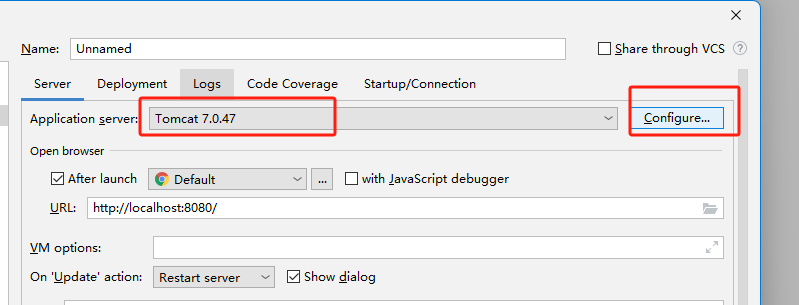 Name: Unnamed Share through VCS ?
Server Deployment Logs Code Coverage Startup/Connection
Application server: Tomcat 7.0.47 Configure...
Open browser
After launch Default ... with JavaScript debugger
URL: http://localhost:8080/
VM options:
On 'Update' action: Restart server Show dialog